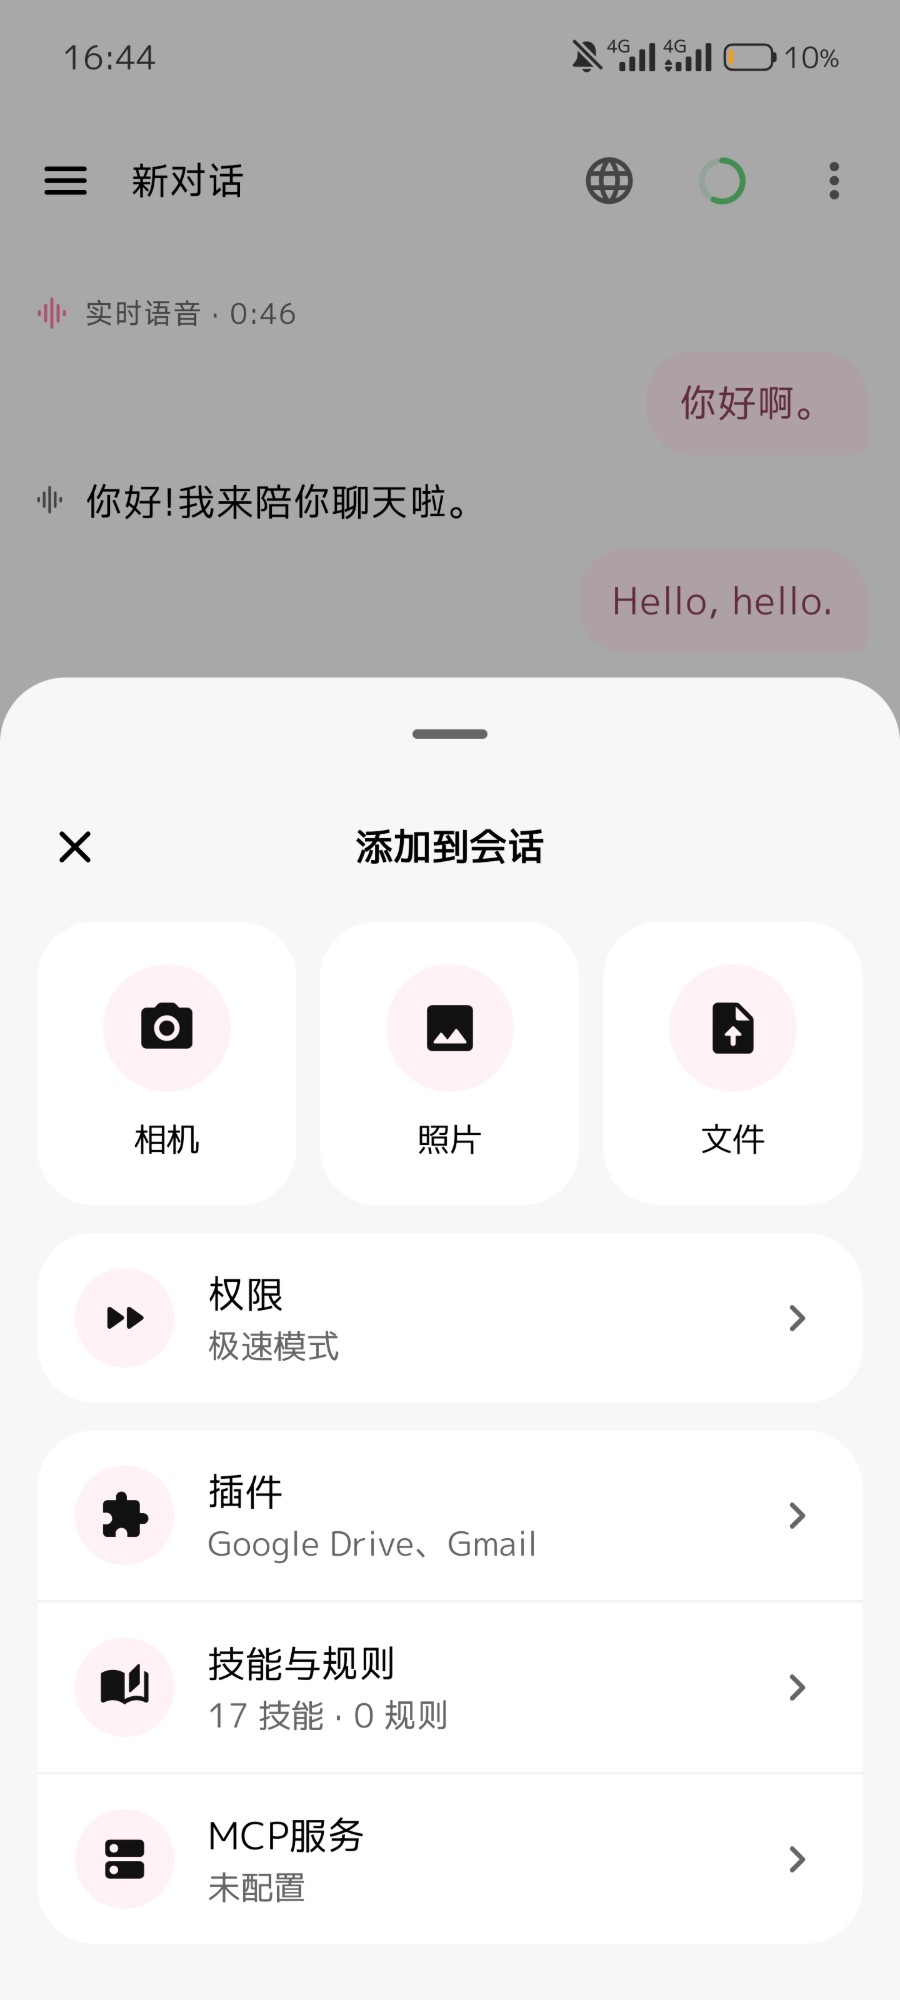 16:44
4G 4G 10%
新对话
实时语音 · 0:46
你好啊。
你好!我来陪你聊天啦。
Hello, hello.
添加到会话
相机
照片
文件
权限
极速模式
插件
Google Drive、Gmail
技能与规则
17 技能 · 0 规则
MCP服务
未配置